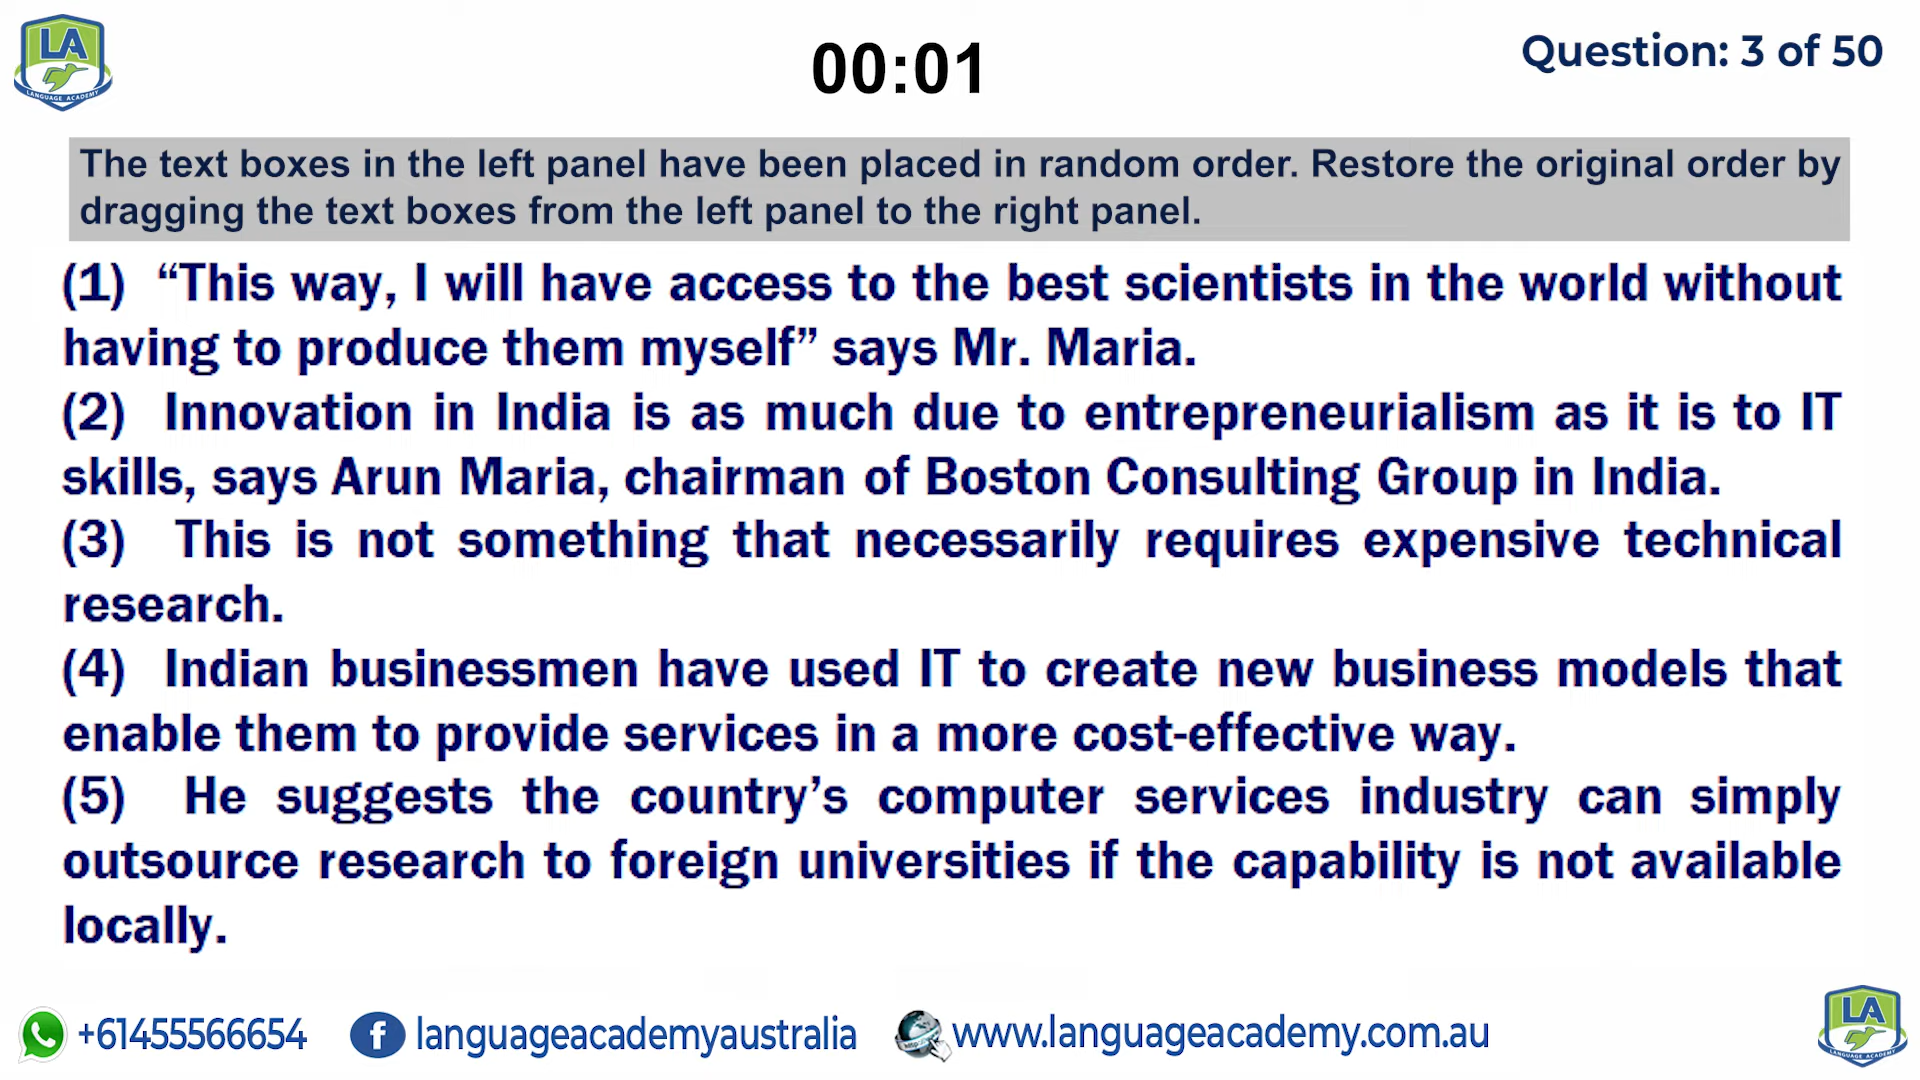 LA
LANGUAGE ACADEMY
00:01
Question: 3 of 50
The text boxes in the left panel have been placed in random order. Restore the original order by
dragging the text boxes from the left panel to the right panel.
(1) “This way, I will have access to the best scientists in the world without
having to produce them myself” says Mr. Maria.
(2) Innovation in India is as much due to entrepreneurialism as it is to IT
skills, says Arun Maria, chairman of Boston Consulting Group in India.
(3) This is not something that necessarily requires expensive technical
research.
(4) Indian businessmen have used IT to create new business models that
enable them to provide services in a more cost-effective way.
(5) He suggests the country’s computer services industry can simply
outsource research to foreign universities if the capability is not available
locally.
+61455566654
f languageacademyaustralia
www.languageacademy.com.au
LA
LANGUAGE ACADEMY